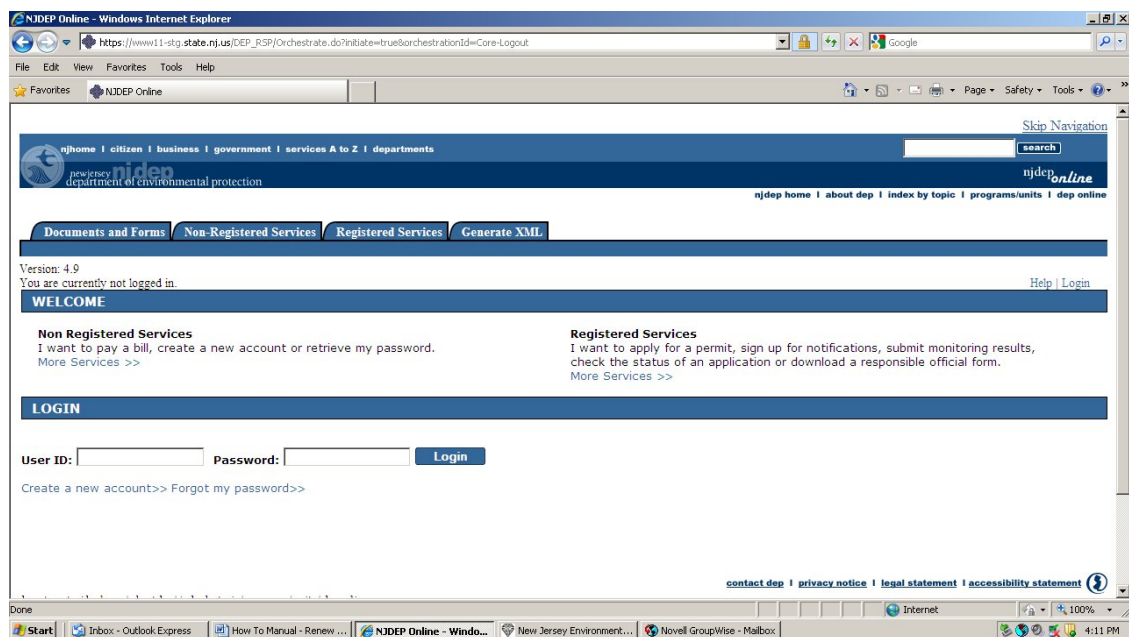 NJDEP Online - Windows Internet Explorer
https://www11-stg.state.nj.us/DEP_RSP/Orchestrate.do?initiate=true&orchestrationId=Core-Logout
Google
File Edit View Favorites Tools Help
Favorites NJDEP Online Page Safety Tools
Skip Navigation
njhome | citizen | business | government | services A to Z | departments search
newjersey njdep
department of environmental protection
njdep online
njdep home | about dep | index by topic | programs/units | dep online
Documents and Forms Non-Registered Services Registered Services Generate XML
Version: 4.9
You are currently not logged in. Help | Login
WELCOME
Non Registered Services
I want to pay a bill, create a new account or retrieve my password.
More Services >>
Registered Services
I want to apply for a permit, sign up for notifications, submit monitoring results,
check the status of an application or download a responsible official form.
More Services >>
LOGIN
User ID: Password: Login
Create a new account>> Forgot my password>>
contact dep | privacy notice | legal statement | accessibility statement
Done Internet 100%
Start Inbox - Outlook Express How To Manual - Renew ... NJDEP Online - Windo... New Jersey Environment... Novell GroupWise - Mailbox 4:11 PM